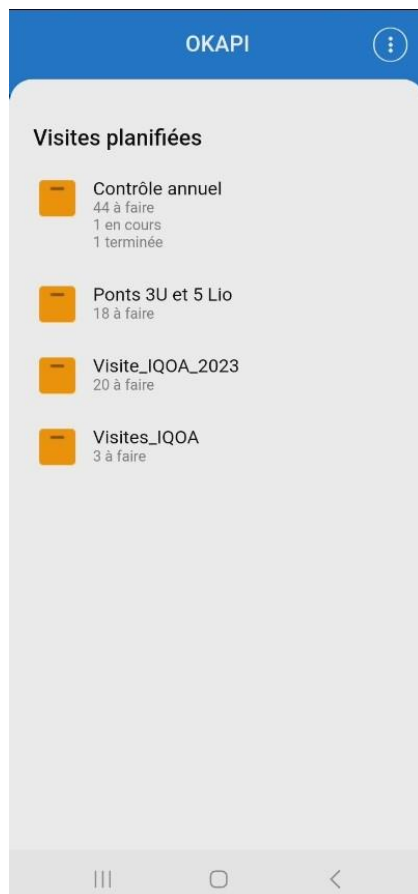 OKAPI
Visites planifiées
Contrôle annuel
44 à faire
1 en cours
1 terminée
Ponts 3U et 5 Lio
18 à faire
Visite_IQOA_2023
20 à faire
Visites_IQOA
3 à faire